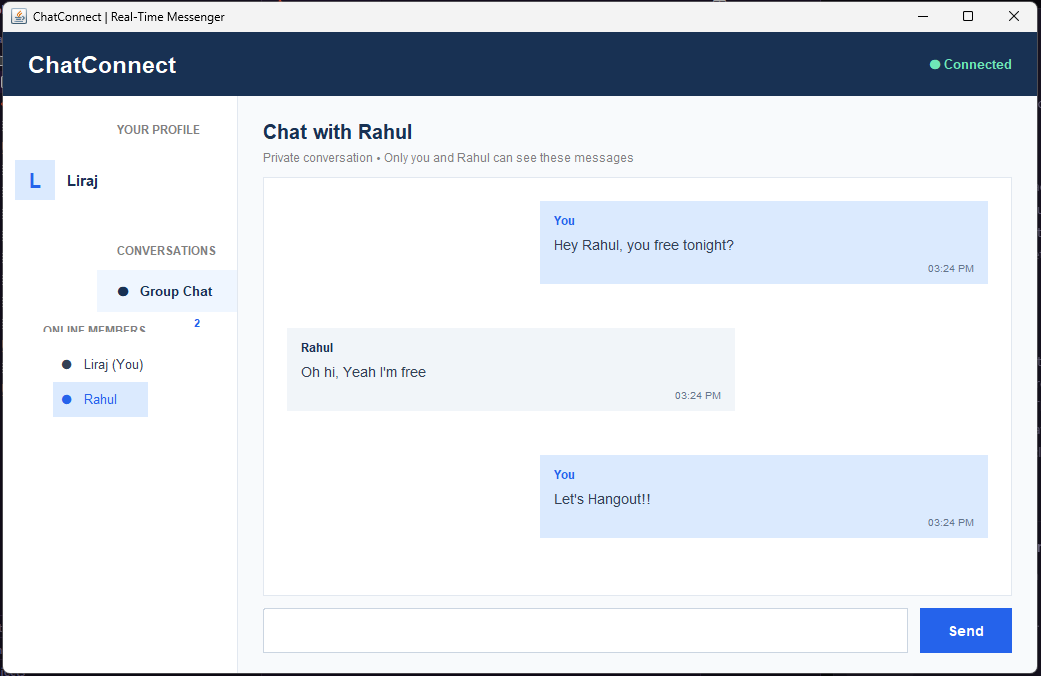 ChatConnect | Real-Time Messenger
ChatConnect
Connected
YOUR PROFILE
L
Liraj
CONVERSATIONS
Group Chat
ONLINE MEMBERS
2
Liraj (You)
Rahul
Chat with Rahul
Private conversation • Only you and Rahul can see these messages
You
Hey Rahul, you free tonight?
03:24 PM
Rahul
Oh hi, Yeah I'm free
03:24 PM
You
Let's Hangout!!
03:24 PM
Send